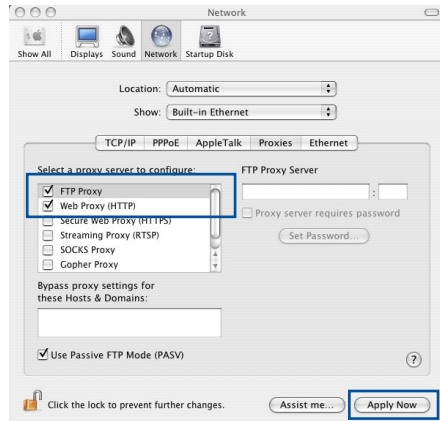 Network
Show All Displays Sound Network Startup Disk
Location: Automatic
Show: Built-in Ethernet
TCP/IP PPPoE AppleTalk Proxies Ethernet
Select a proxy server to configure:
FTP Proxy
Web Proxy (HTTP)
Secure Web Proxy (HTTPS)
Streaming Proxy (RTSP)
SOCKS Proxy
Gopher Proxy
FTP Proxy Server
:
Proxy server requires password
Set Password...
Bypass proxy settings for
these Hosts & Domains:
Use Passive FTP Mode (PASV)
?
Click the lock to prevent further changes.
Assist me... Apply Now